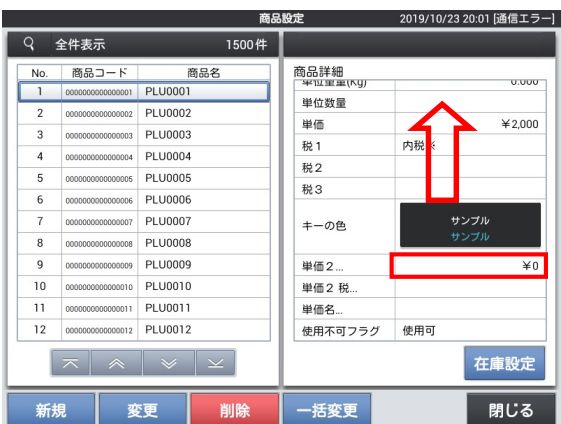 商品設定 2019/10/23 20:01 [通信エラー]
全件表示 1500件
No. 商品コード 商品名
1 0000000000000001 PLU0001
2 0000000000000002 PLU0002
3 0000000000000003 PLU0003
4 0000000000000004 PLU0004
5 0000000000000005 PLU0005
6 0000000000000006 PLU0006
7 0000000000000007 PLU0007
8 0000000000000008 PLU0008
9 0000000000000009 PLU0009
10 0000000000000010 PLU0010
11 0000000000000011 PLU0011
12 0000000000000012 PLU0012
商品詳細
単位重量(Kg) 0.000
単位数量
単価 ¥2,000
税1 内税※
税2
税3
キーの色 サンプル
サンプル
単価2... ¥0
単価2 税...
単価名...
使用不可フラグ 使用可
在庫設定
新規 変更 削除 一括変更 閉じる